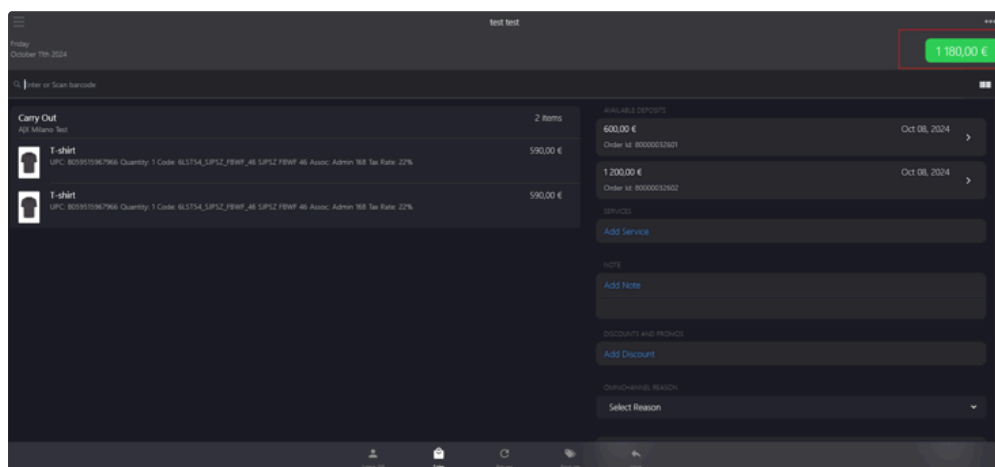 test test
Friday
October 11th 2024
1 180,00 €
Enter or Scan barcode
Carry Out
2 items
AJX Milano Test
T-shirt
590,00 €
UPC: 8059515967966 Quantity: 1 Code: 6LSTS4_SJPSZ_FBWF_46 SJPSZ FBWF 46 Assoc: Admin 168 Tax Rate: 22%
T-shirt
590,00 €
UPC: 8059515967966 Quantity: 1 Code: 6LSTS4_SJPSZ_FBWF_46 SJPSZ FBWF 46 Assoc: Admin 168 Tax Rate: 22%
AVAILABLE DEPOSITS
600,00 €
Oct 08, 2024
Order Id: 80000032601
1 200,00 €
Oct 08, 2024
Order Id: 80000032602
SERVICES
Add Service
NOTE
Add Note
DISCOUNTS AND PROMOS
Add Discount
OMNICHANNEL REASON
Select Reason